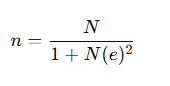 n = N / 1 + N(e)²